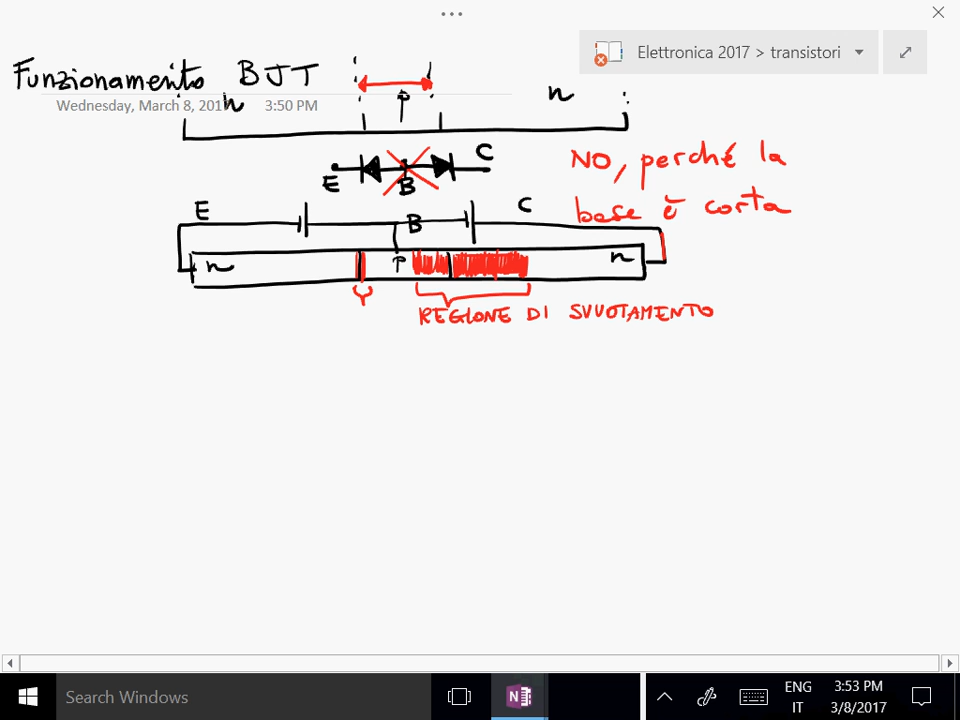 Elettronica 2017 > transistori
Funzionamento BJT
Wednesday, March 8, 2017 3:50 PM
n P n
E B C
NO, perché la
base è corta
E B C
n P n
REGIONE DI SVUOTAMENTO
Search Windows
N
ENG
IT
3:53 PM
3/8/2017